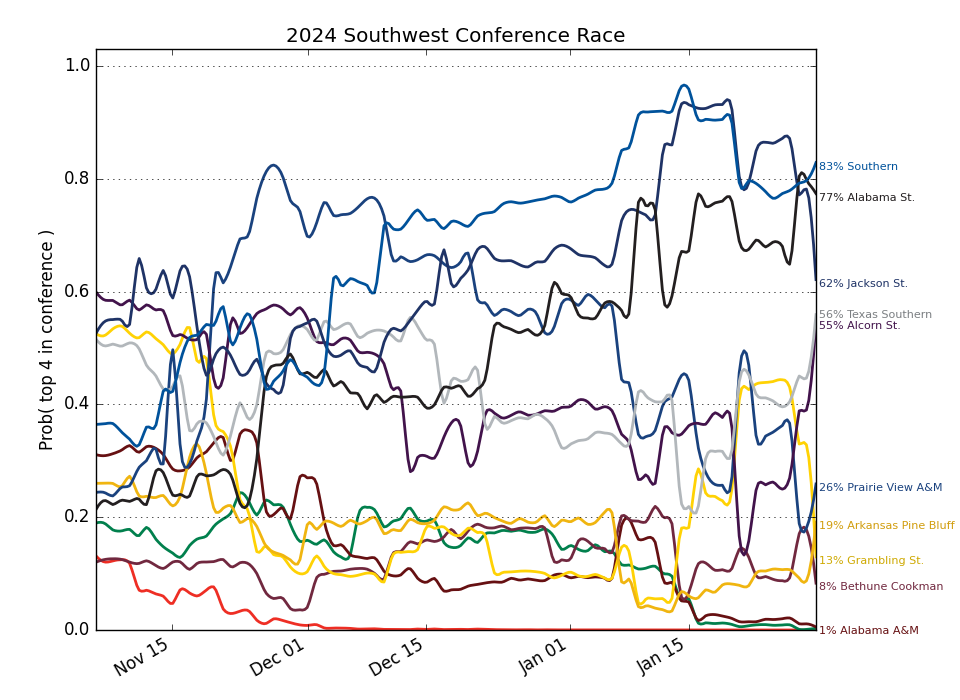 2024 Southwest Conference Race
Prob( top 4 in conference )
1.0
0.8
0.6
0.4
0.2
0.0
Nov 15
Dec 01
Dec 15
Jan 01
Jan 15
83% Southern
77% Alabama St.
62% Jackson St.
56% Texas Southern
55% Alcorn St.
26% Prairie View A&M
19% Arkansas Pine Bluff
13% Grambling St.
8% Bethune Cookman
1% Alabama A&M